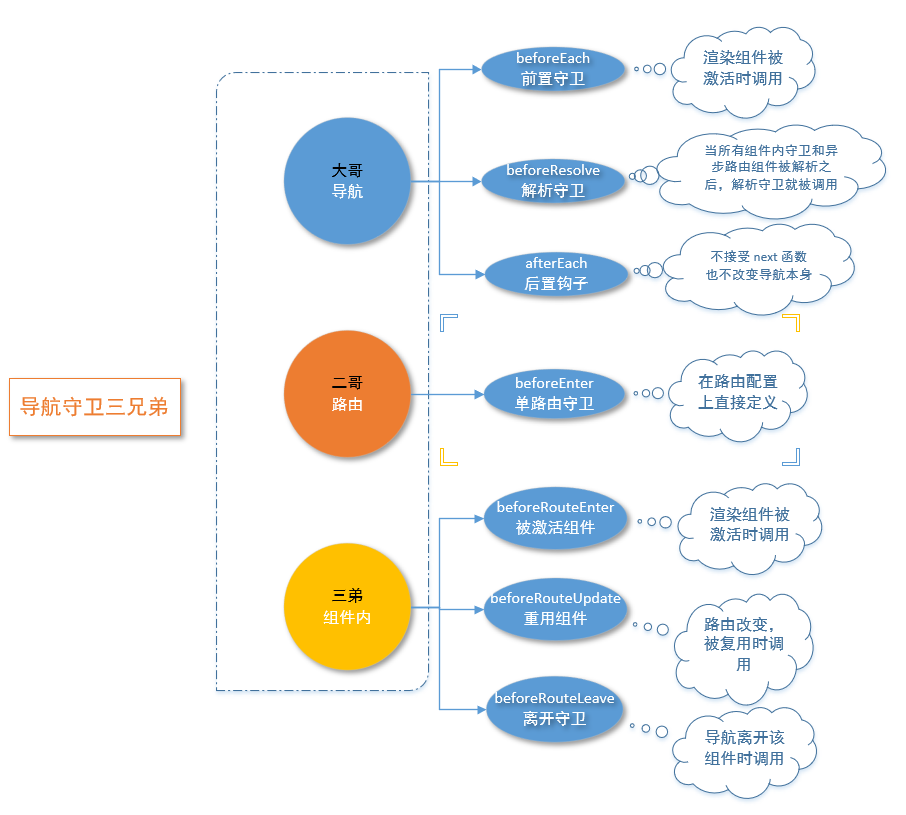 导航守卫三兄弟
大哥
导航
beforeEach
前置守卫
渲染组件被
激活时调用
beforeResolve
解析守卫
当所有组件内守卫和异
步路由组件被解析之
后，解析守卫就被调用
afterEach
后置钩子
不接受 next 函数
也不改变导航本身
二哥
路由
beforeEnter
单路由守卫
在路由配置
上直接定义
三弟
组件内
beforeRouteEnter
被激活组件
渲染组件被
激活时调用
beforeRouteUpdate
重用组件
路由改变，
被复用时调
用
beforeRouteLeave
离开守卫
导航离开该
组件时调用